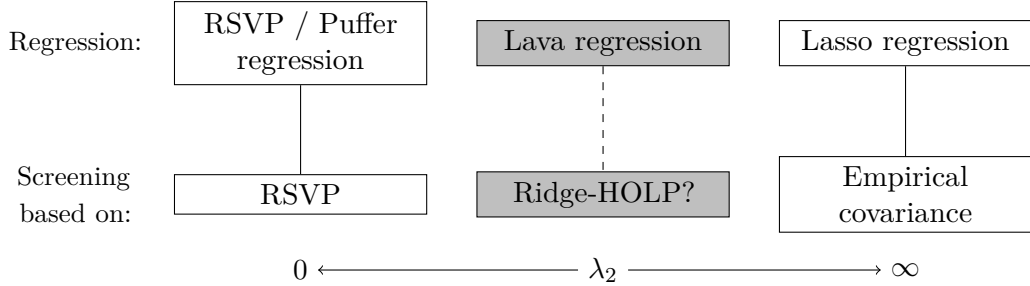 Regression:
RSVP / Puffer
regression
Lava regression
Lasso regression
Screening
based on:
RSVP
Ridge-HOLP?
Empirical
covariance
0
λ₂
∞